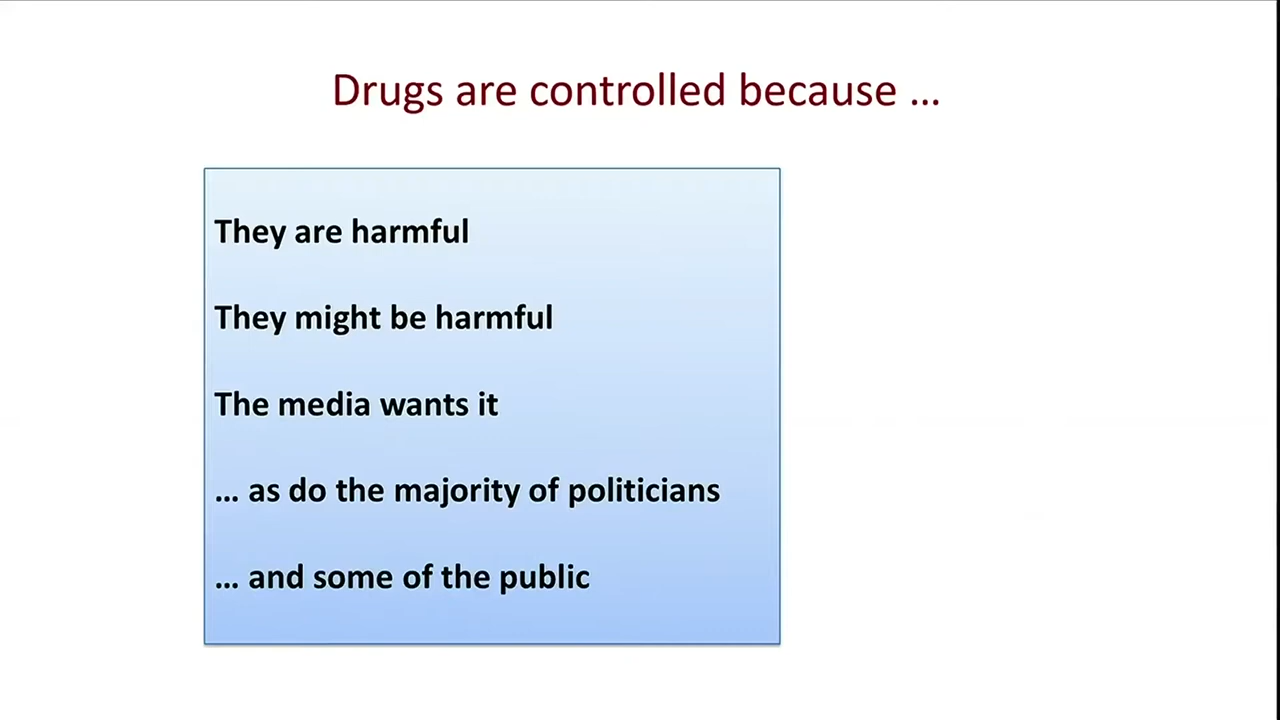 Drugs are controlled because …
They are harmful
They might be harmful
The media wants it
… as do the majority of politicians
… and some of the public